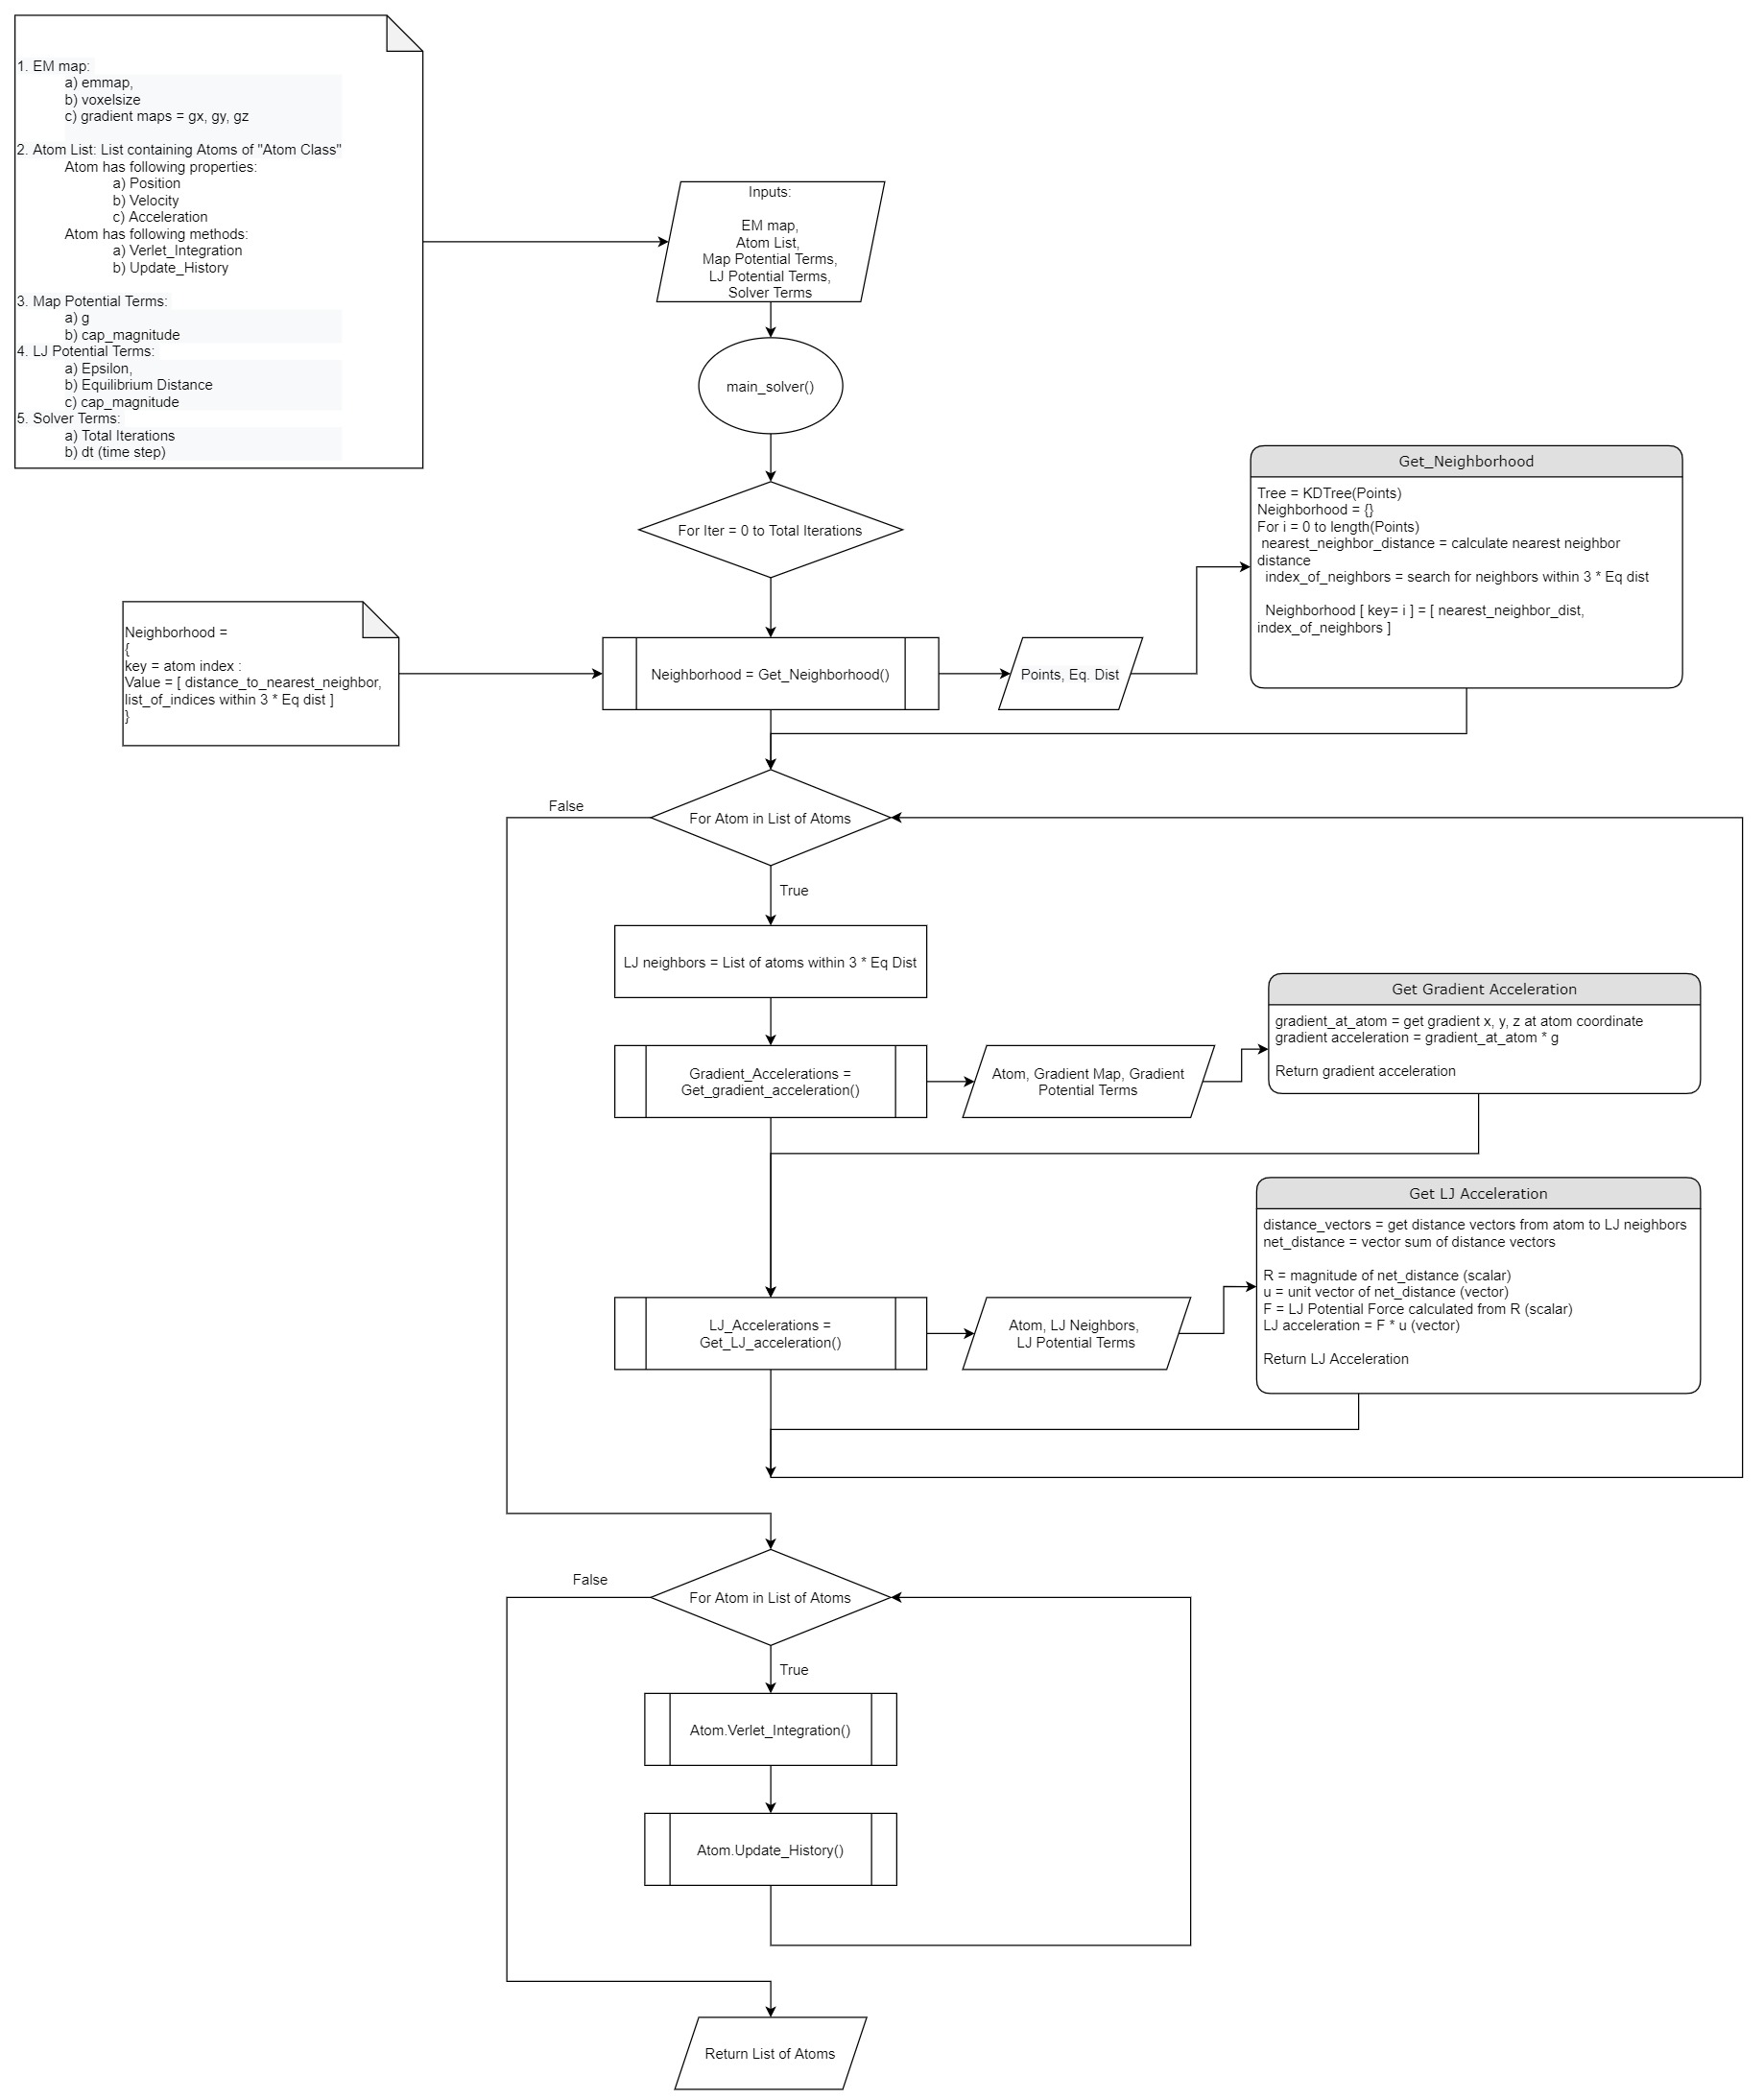 1. EM map:
a) emmap,
b) voxelsize
c) gradient maps = gx, gy, gz
2. Atom List: List containing Atoms of "Atom Class"
Atom has following properties:
a) Position
b) Velocity
c) Acceleration
Atom has following methods:
a) Verlet_Integration
b) Update_History
3. Map Potential Terms:
a) g
b) cap_magnitude
4. LJ Potential Terms:
a) Epsilon,
b) Equilibrium Distance
c) cap_magnitude
5. Solver Terms:
a) Total Iterations
b) dt (time step)
Inputs:
EM map,
Atom List,
Map Potential Terms,
LJ Potential Terms,
Solver Terms
main_solver()
For Iter = 0 to Total Iterations
Neighborhood =
{
key = atom index :
Value = [ distance_to_nearest_neighbor,
list_of_indices within 3 * Eq dist ]
}
Neighborhood = Get_Neighborhood()
Points, Eq. Dist
Get_Neighborhood
Tree = KDTree(Points)
Neighborhood = {}
For i = 0 to length(Points)
nearest_neighbor_distance = calculate nearest neighbor
distance
index_of_neighbors = search for neighbors within 3 * Eq dist
Neighborhood [ key= i ] = [ nearest_neighbor_dist,
index_of_neighbors ]
For Atom in List of Atoms
False
True
LJ neighbors = List of atoms within 3 * Eq Dist
Gradient_Accelerations =
Get_gradient_acceleration()
Atom, Gradient Map, Gradient
Potential Terms
Get Gradient Acceleration
gradient_at_atom = get gradient x, y, z at atom coordinate
gradient acceleration = gradient_at_atom * g
Return gradient acceleration
LJ_Accelerations =
Get_LJ_acceleration()
Atom, LJ Neighbors,
LJ Potential Terms
Get LJ Acceleration
distance_vectors = get distance vectors from atom to LJ neighbors
net_distance = vector sum of distance vectors
R = magnitude of net_distance (scalar)
u = unit vector of net_distance (vector)
F = LJ Potential Force calculated from R (scalar)
LJ acceleration = F * u (vector)
Return LJ Acceleration
For Atom in List of Atoms
False
True
Atom.Verlet_Integration()
Atom.Update_History()
Return List of Atoms